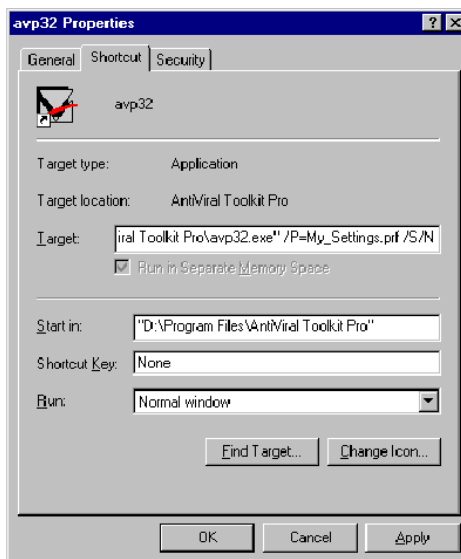 avp32 Properties
General Shortcut Security
avp32
Target type: Application
Target location: AntiViral Toolkit Pro
Target: iral Toolkit Pro\avp32.exe" /P=My_Settings.prf /S/N
Run in Separate Memory Space
Start in: "D:\Program Files\AntiViral Toolkit Pro"
Shortcut Key: None
Run: Normal window
Find Target... Change Icon...
OK Cancel Apply